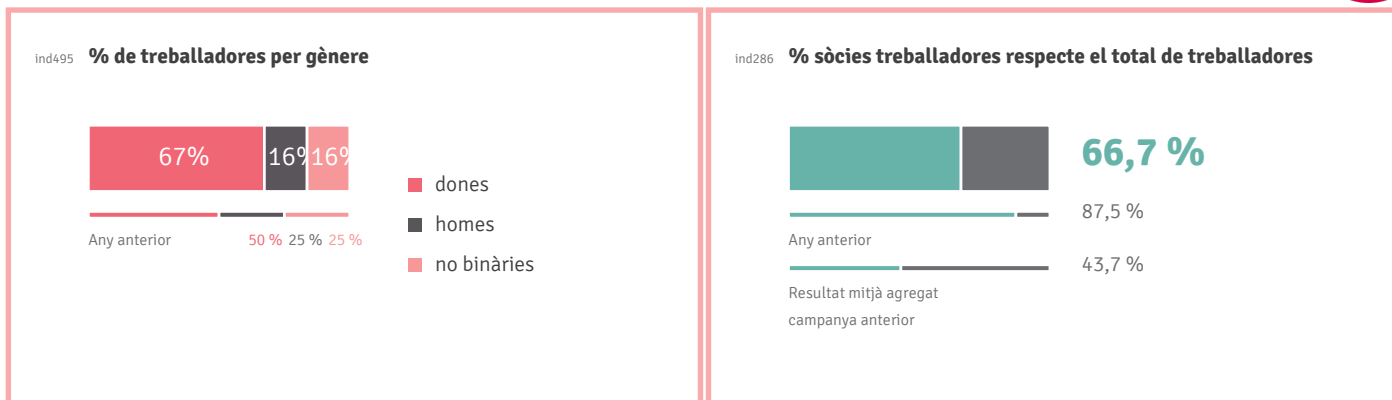 ind495 % de treballadores per gènere
67% 16% 16%
dones
homes
no binàries
Any anterior 50 % 25 % 25 %
ind286 % sòcies treballadores respecte el total de treballadores
66,7 %
87,5 %
Any anterior
43,7 %
Resultat mitjà agregat
campanya anterior